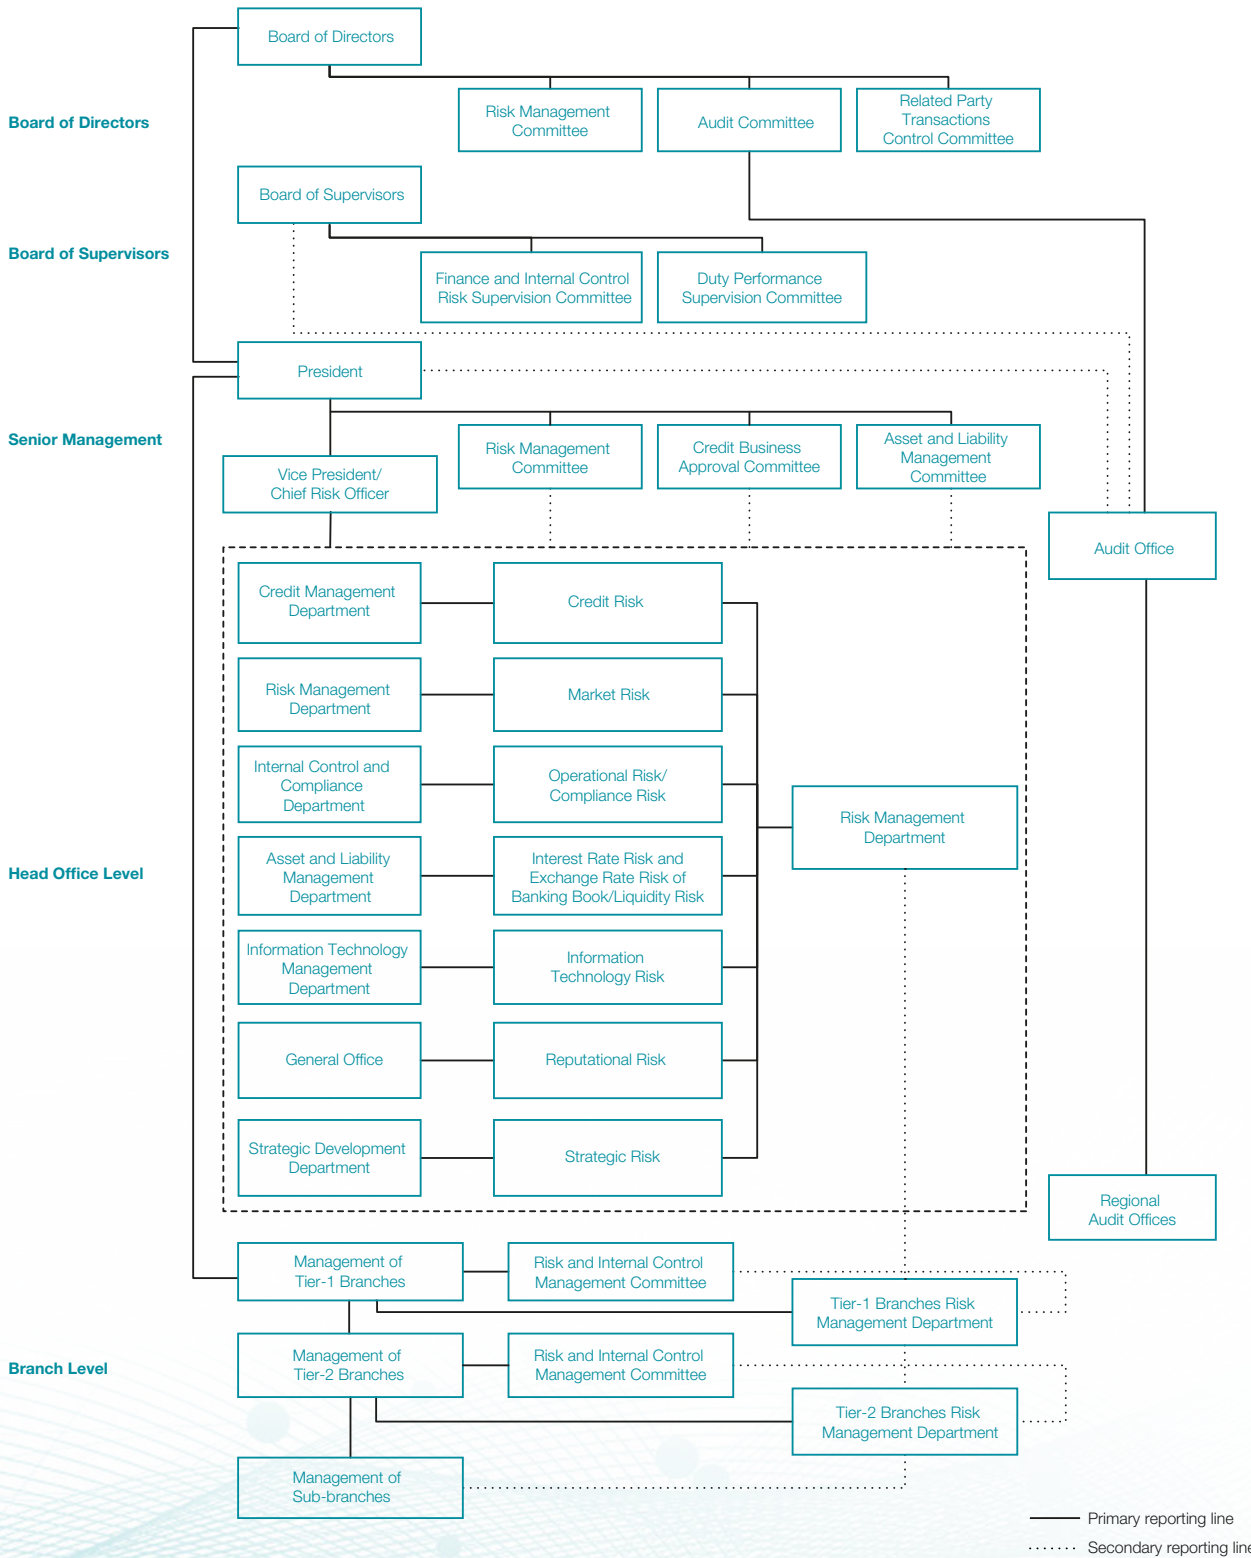 Board of Directors
Board of Directors
Risk Management
Committee
Audit Committee
Related Party
Transactions
Control Committee
Board of Supervisors
Board of Supervisors
Finance and Internal Control
Risk Supervision Committee
Duty Performance
Supervision Committee
President
Senior Management
Vice President/
Chief Risk Officer
Risk Management
Committee
Credit Business
Approval Committee
Asset and Liability
Management
Committee
Audit Office
Credit Management
Department
Credit Risk
Risk Management
Department
Market Risk
Internal Control and
Compliance
Department
Operational Risk/
Compliance Risk
Risk Management
Department
Head Office Level
Asset and Liability
Management
Department
Interest Rate Risk and
Exchange Rate Risk of
Banking Book/Liquidity Risk
Information Technology
Management
Department
Information
Technology Risk
General Office
Reputational Risk
Strategic Development
Department
Strategic Risk
Regional
Audit Offices
Management of
Tier-1 Branches
Risk and Internal Control
Management Committee
Tier-1 Branches Risk
Management Department
Branch Level
Management of
Tier-2 Branches
Risk and Internal Control
Management Committee
Tier-2 Branches Risk
Management Department
Management of
Sub-branches
Primary reporting line
Secondary reporting line